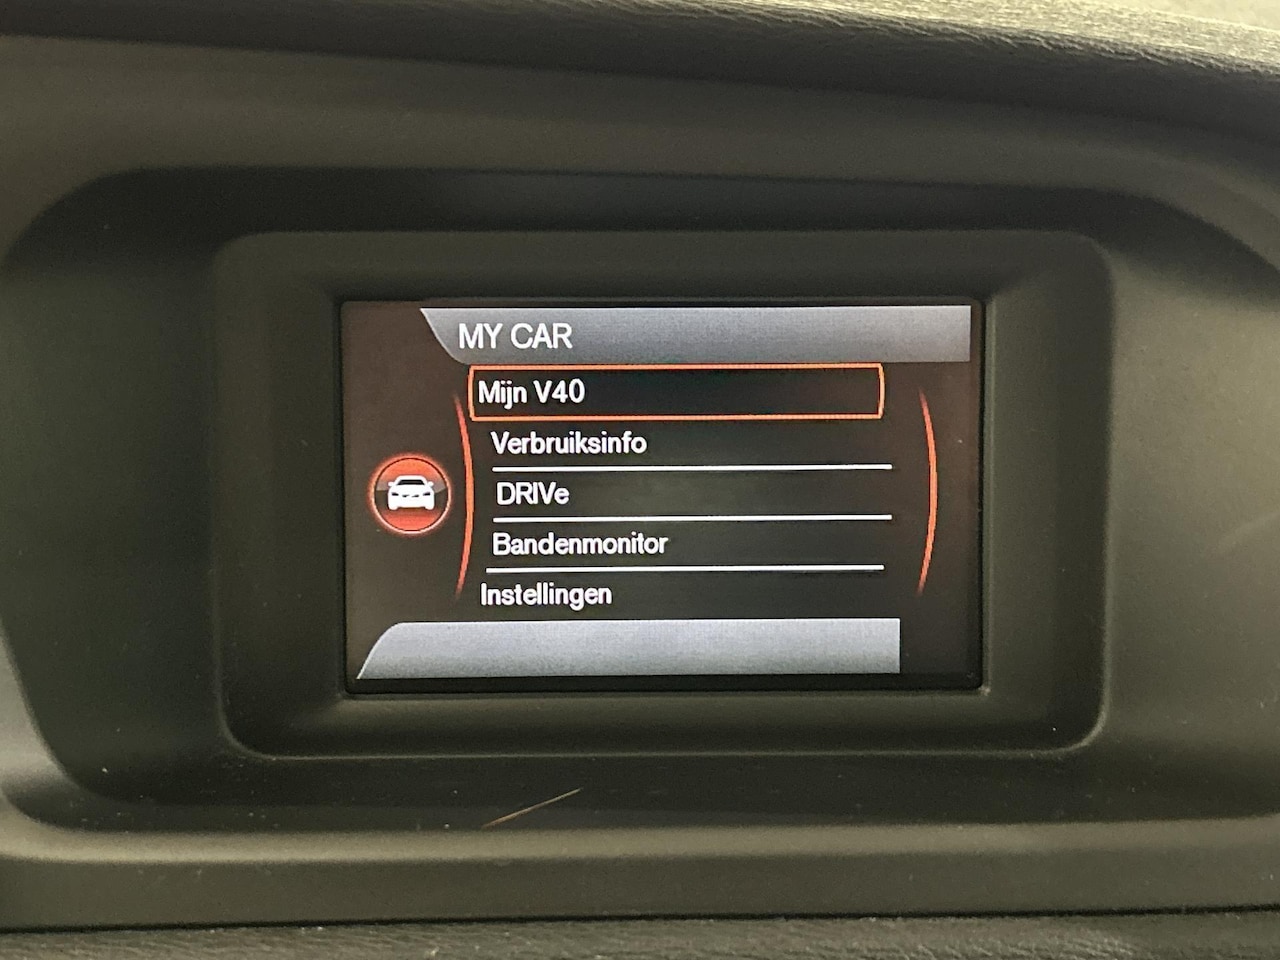 MY CAR
Mijn V40
Verbruiksinfo
DRIVe
Bandenmonitor
Instellingen